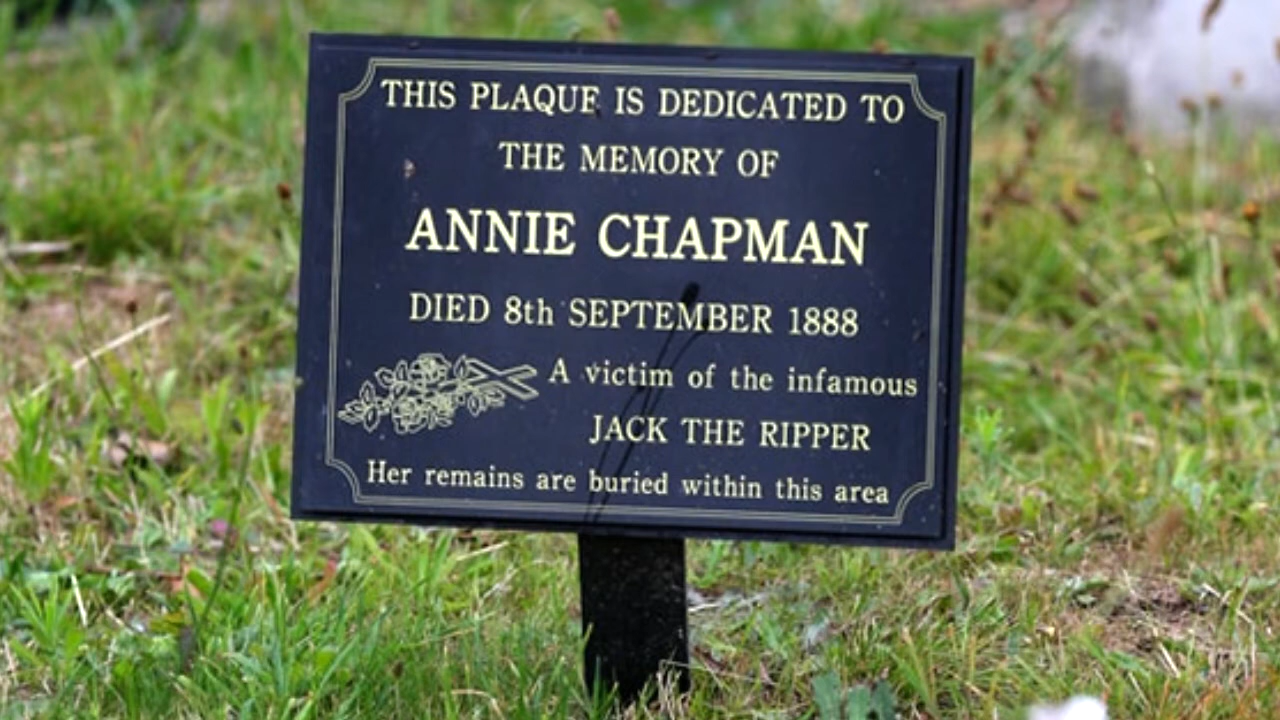 THIS PLAQUE IS DEDICATED TO
THE MEMORY OF
ANNIE CHAPMAN
DIED 8th SEPTEMBER 1888
A victim of the infamous
JACK THE RIPPER
Her remains are buried within this area